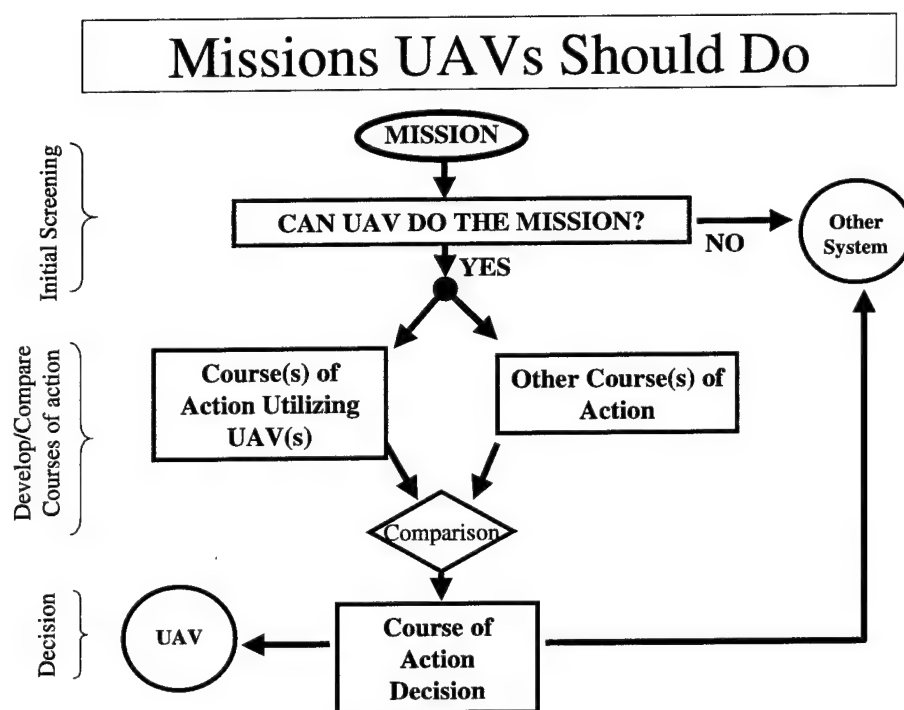 Missions UAVs Should Do
MISSION
Initial Screening
CAN UAV DO THE MISSION?
NO
Other
System
YES
Develop/Compare
Courses of action
Course(s) of
Action Utilizing
UAV(s)
Other Course(s) of
Action
Comparison
Decision
UAV
Course of
Action
Decision